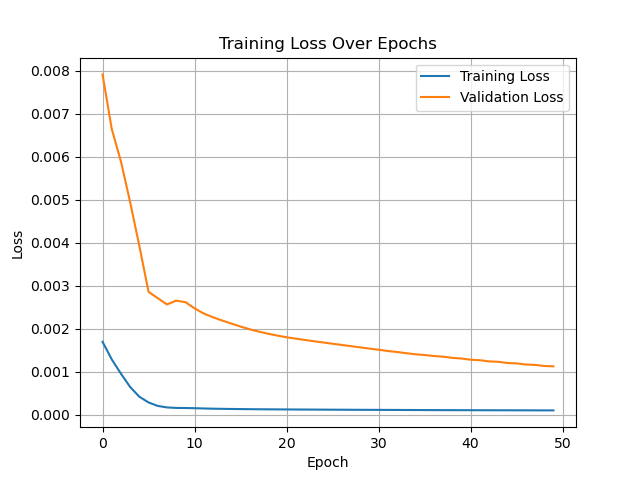 Training Loss Over Epochs
Training Loss
Validation Loss
0.008
0.007
0.006
0.005
0.004
0.003
0.002
0.001
0.000
Loss
0 10 20 30 40 50
Epoch